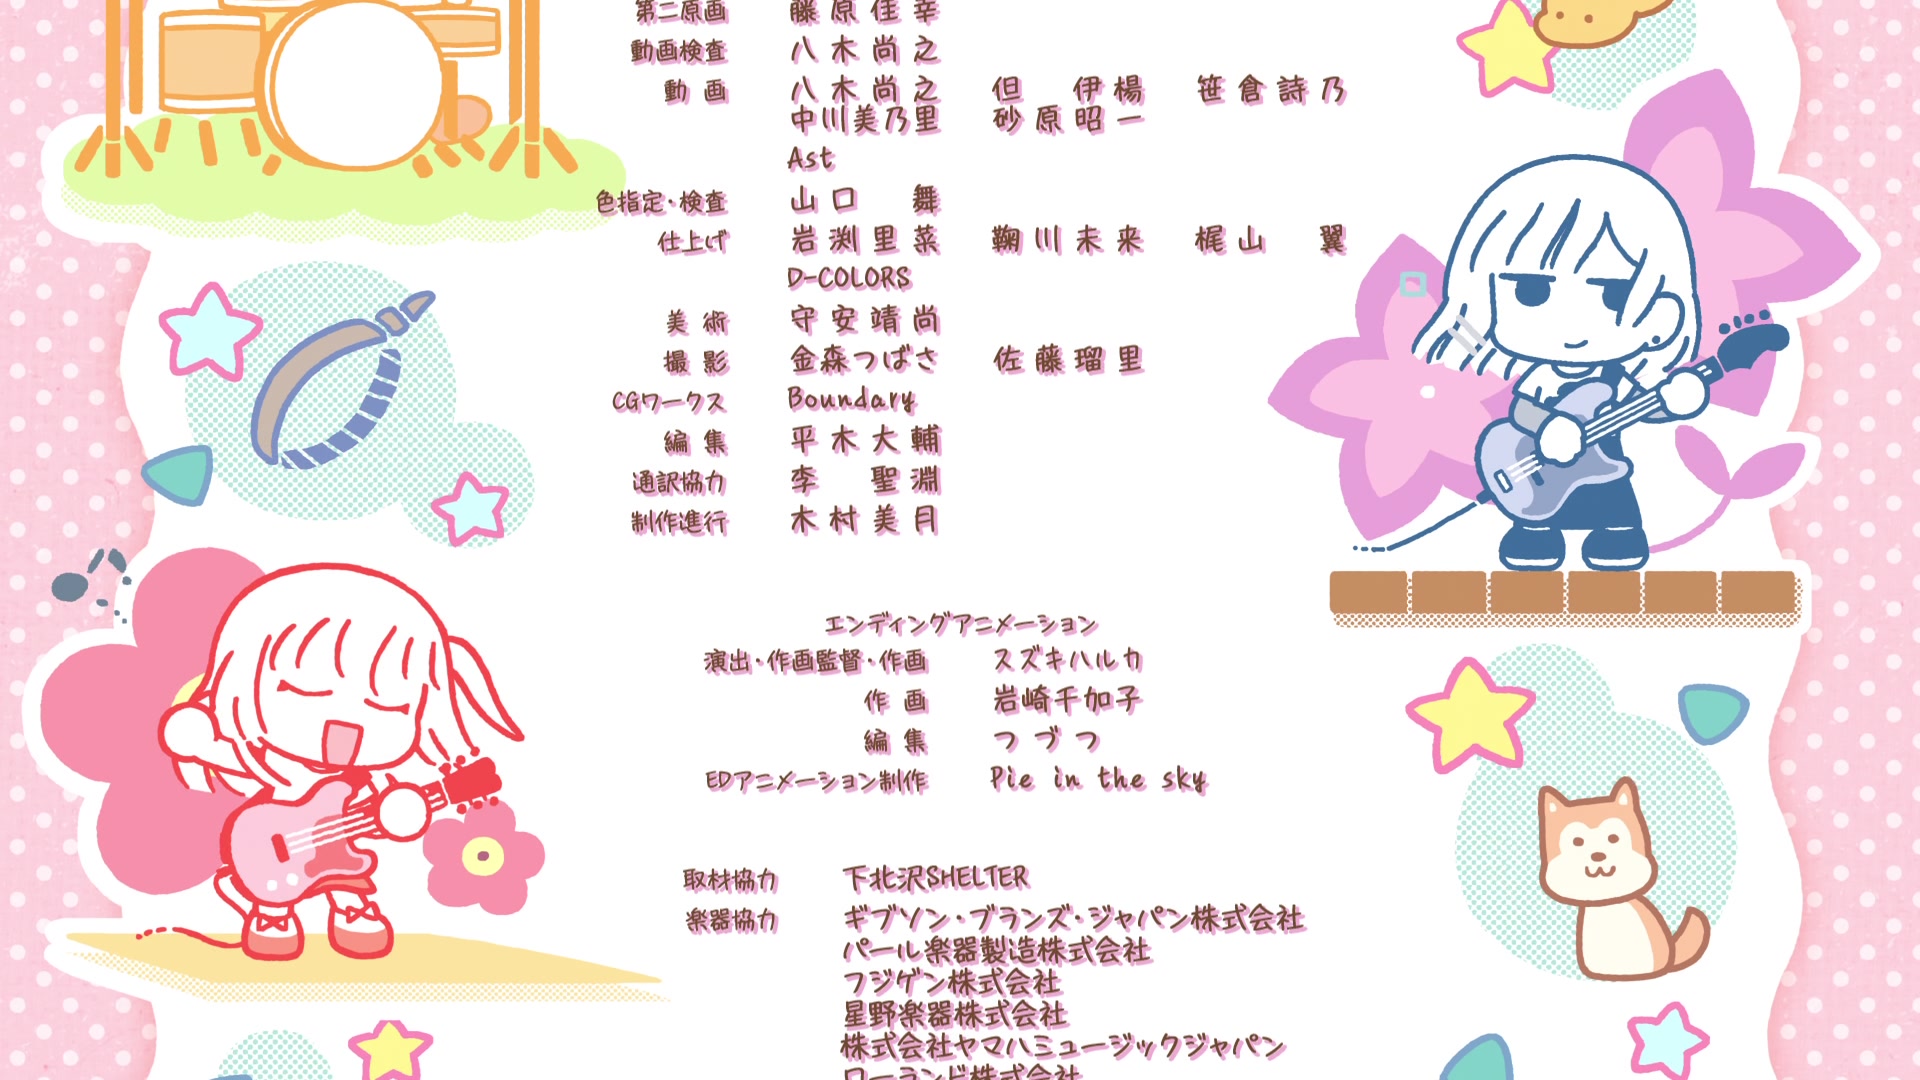 第二原画 藤原佳幸
動画検査 八木尚之
動画 八木尚之 但 伊楊 笹倉詩乃
中川美乃里 砂原昭一
Ast
色指定・検査 山口 舞
仕上げ 岩渕里菜 鞠川未来 梶山 翼
D-COLORS
美術 守安靖尚
撮影 金森つばさ 佐藤瑠里
CGワークス Boundary
編集 平木大輔
通訳協力 李 聖淵
制作進行 木村美月
エンディングアニメーション
演出・作画監督・作画 スズキハルカ
作画 岩崎千加子
編集 つづつ
EDアニメーション制作 Pie in the sky
取材協力 下北沢SHELTER
楽器協力 ギブソン・ブランズ・ジャパン株式会社
パール楽器製造株式会社
フジゲン株式会社
星野楽器株式会社
株式会社ヤマハミュージックジャパン
ローランド株式会社